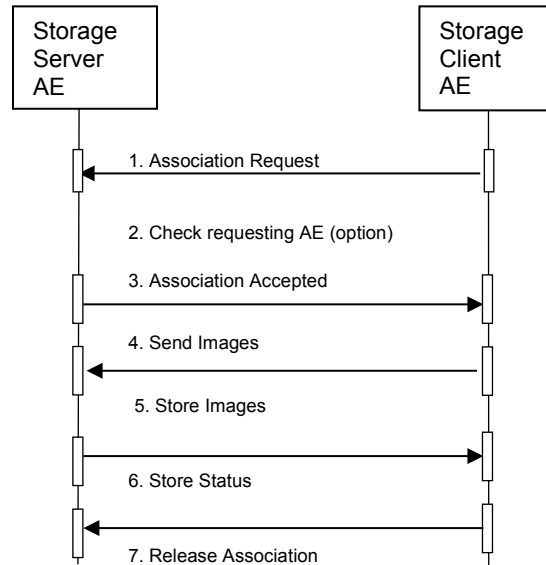 Storage
Server
AE
Storage
Client
AE
1. Association Request
2. Check requesting AE (option)
3. Association Accepted
4. Send Images
5. Store Images
6. Store Status
7. Release Association